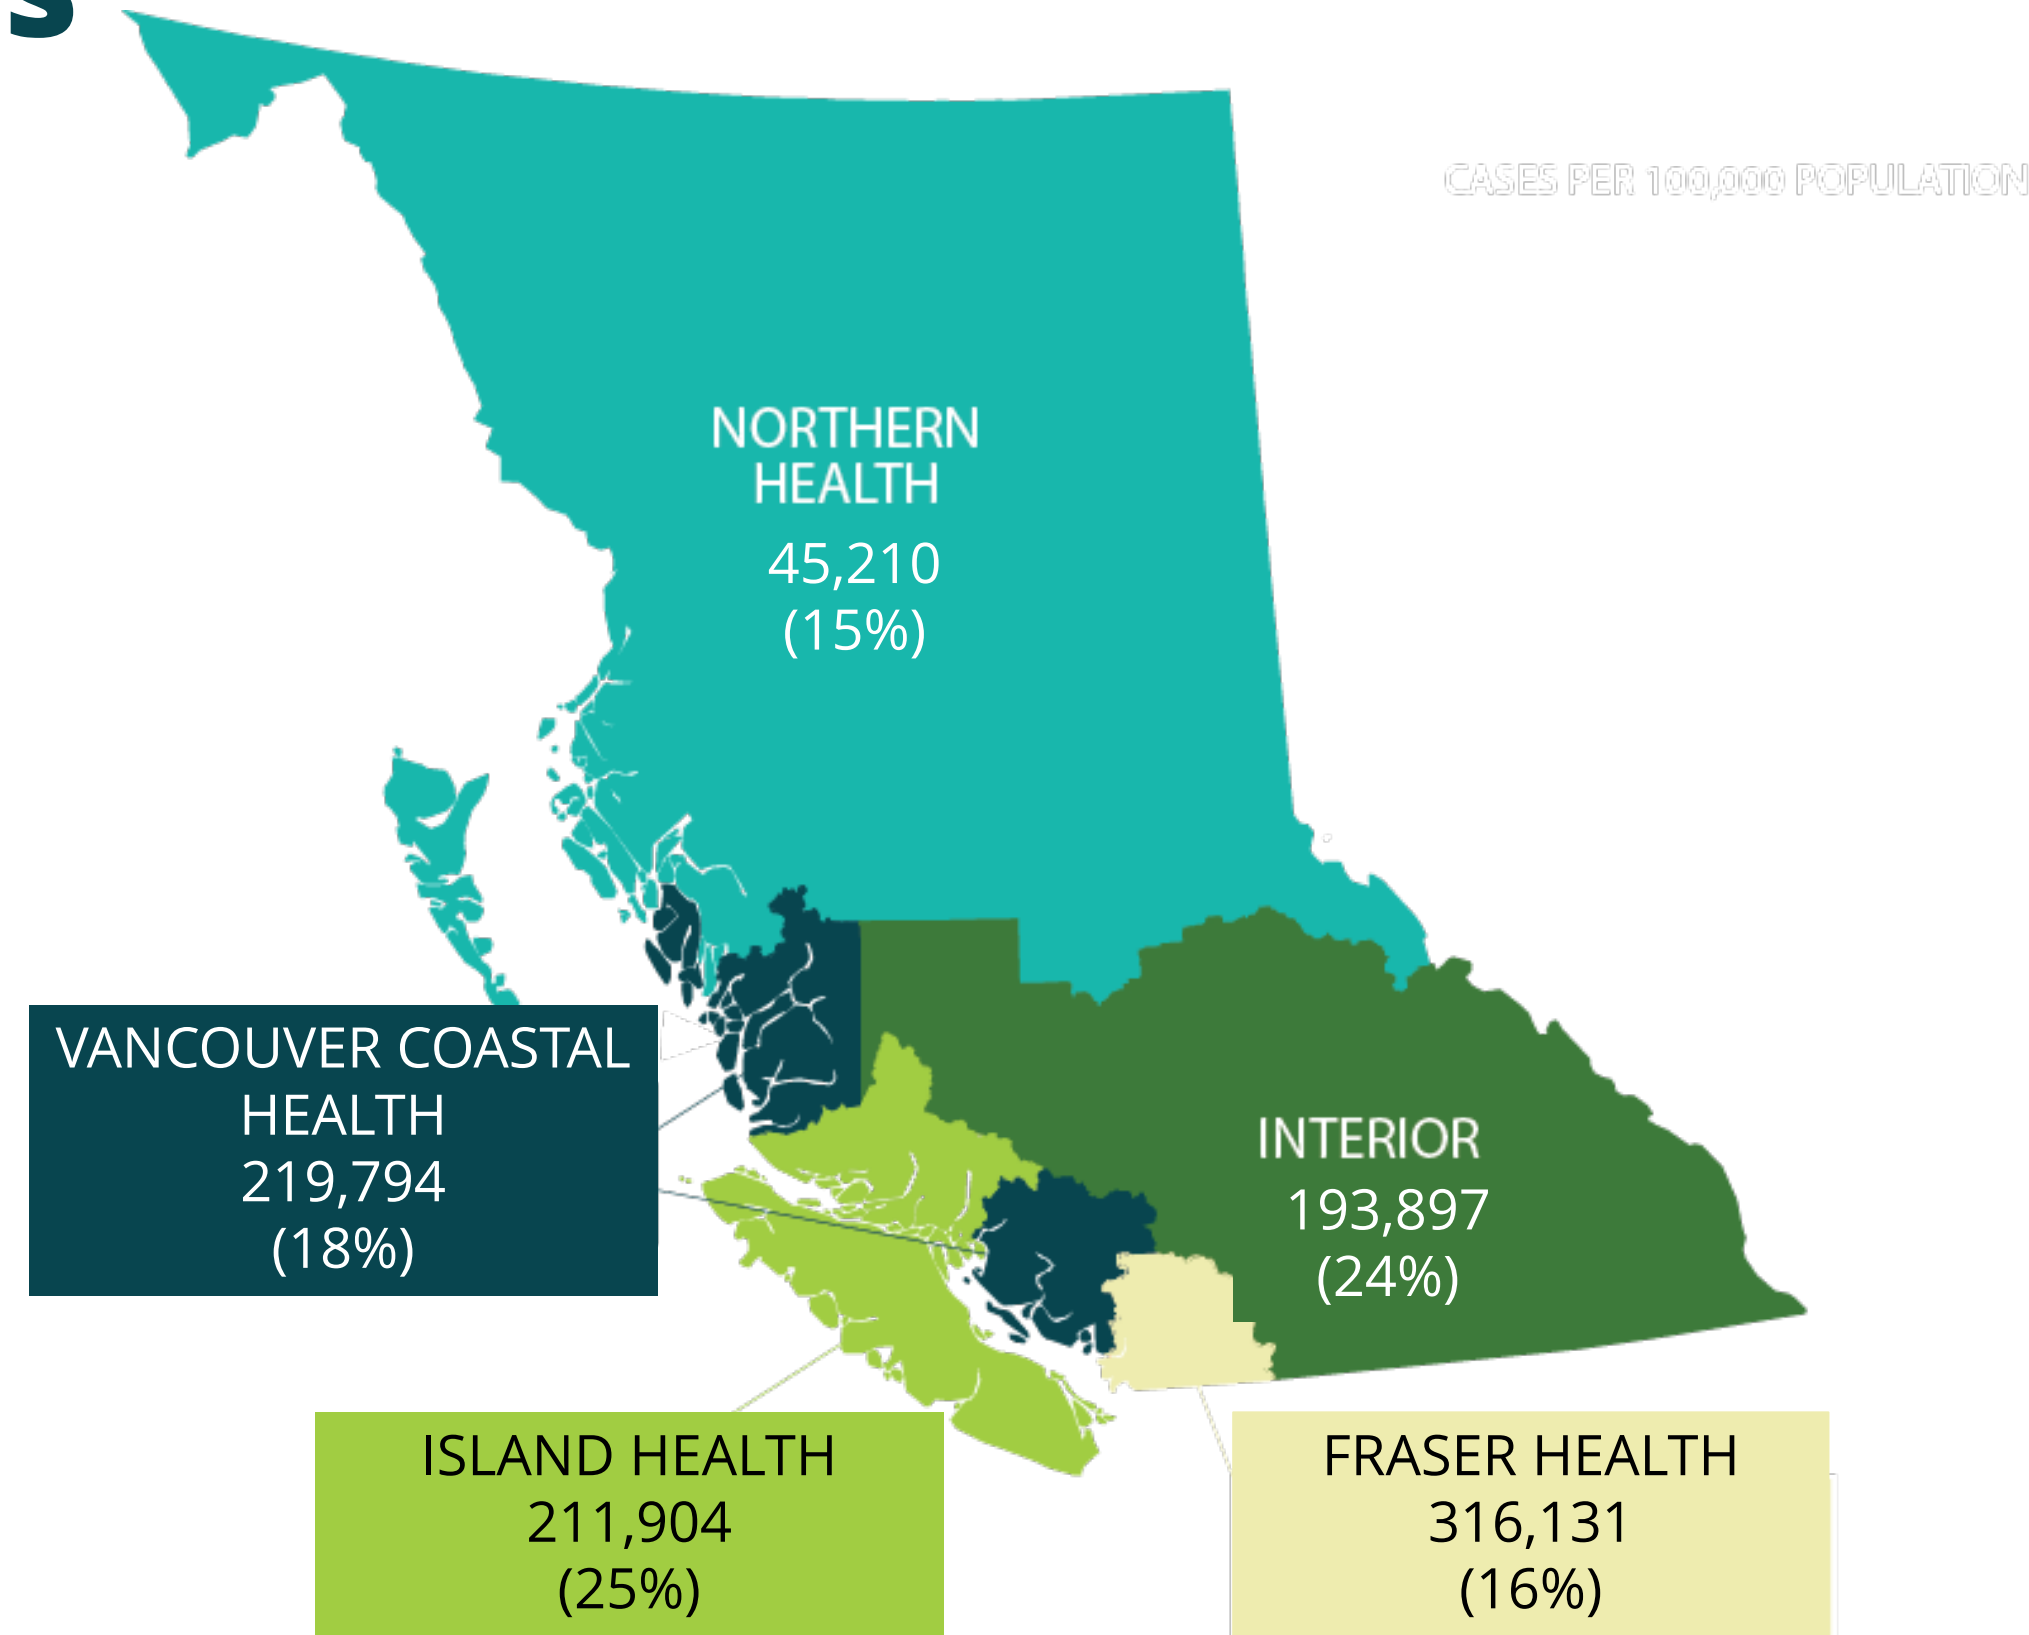 S
CASES PER 100,000 POPULATION
NORTHERN
HEALTH
45,210
(15%)
VANCOUVER COASTAL
HEALTH
219,794
(18%)
INTERIOR
193,897
(24%)
ISLAND HEALTH
211,904
(25%)
FRASER HEALTH
316,131
(16%)